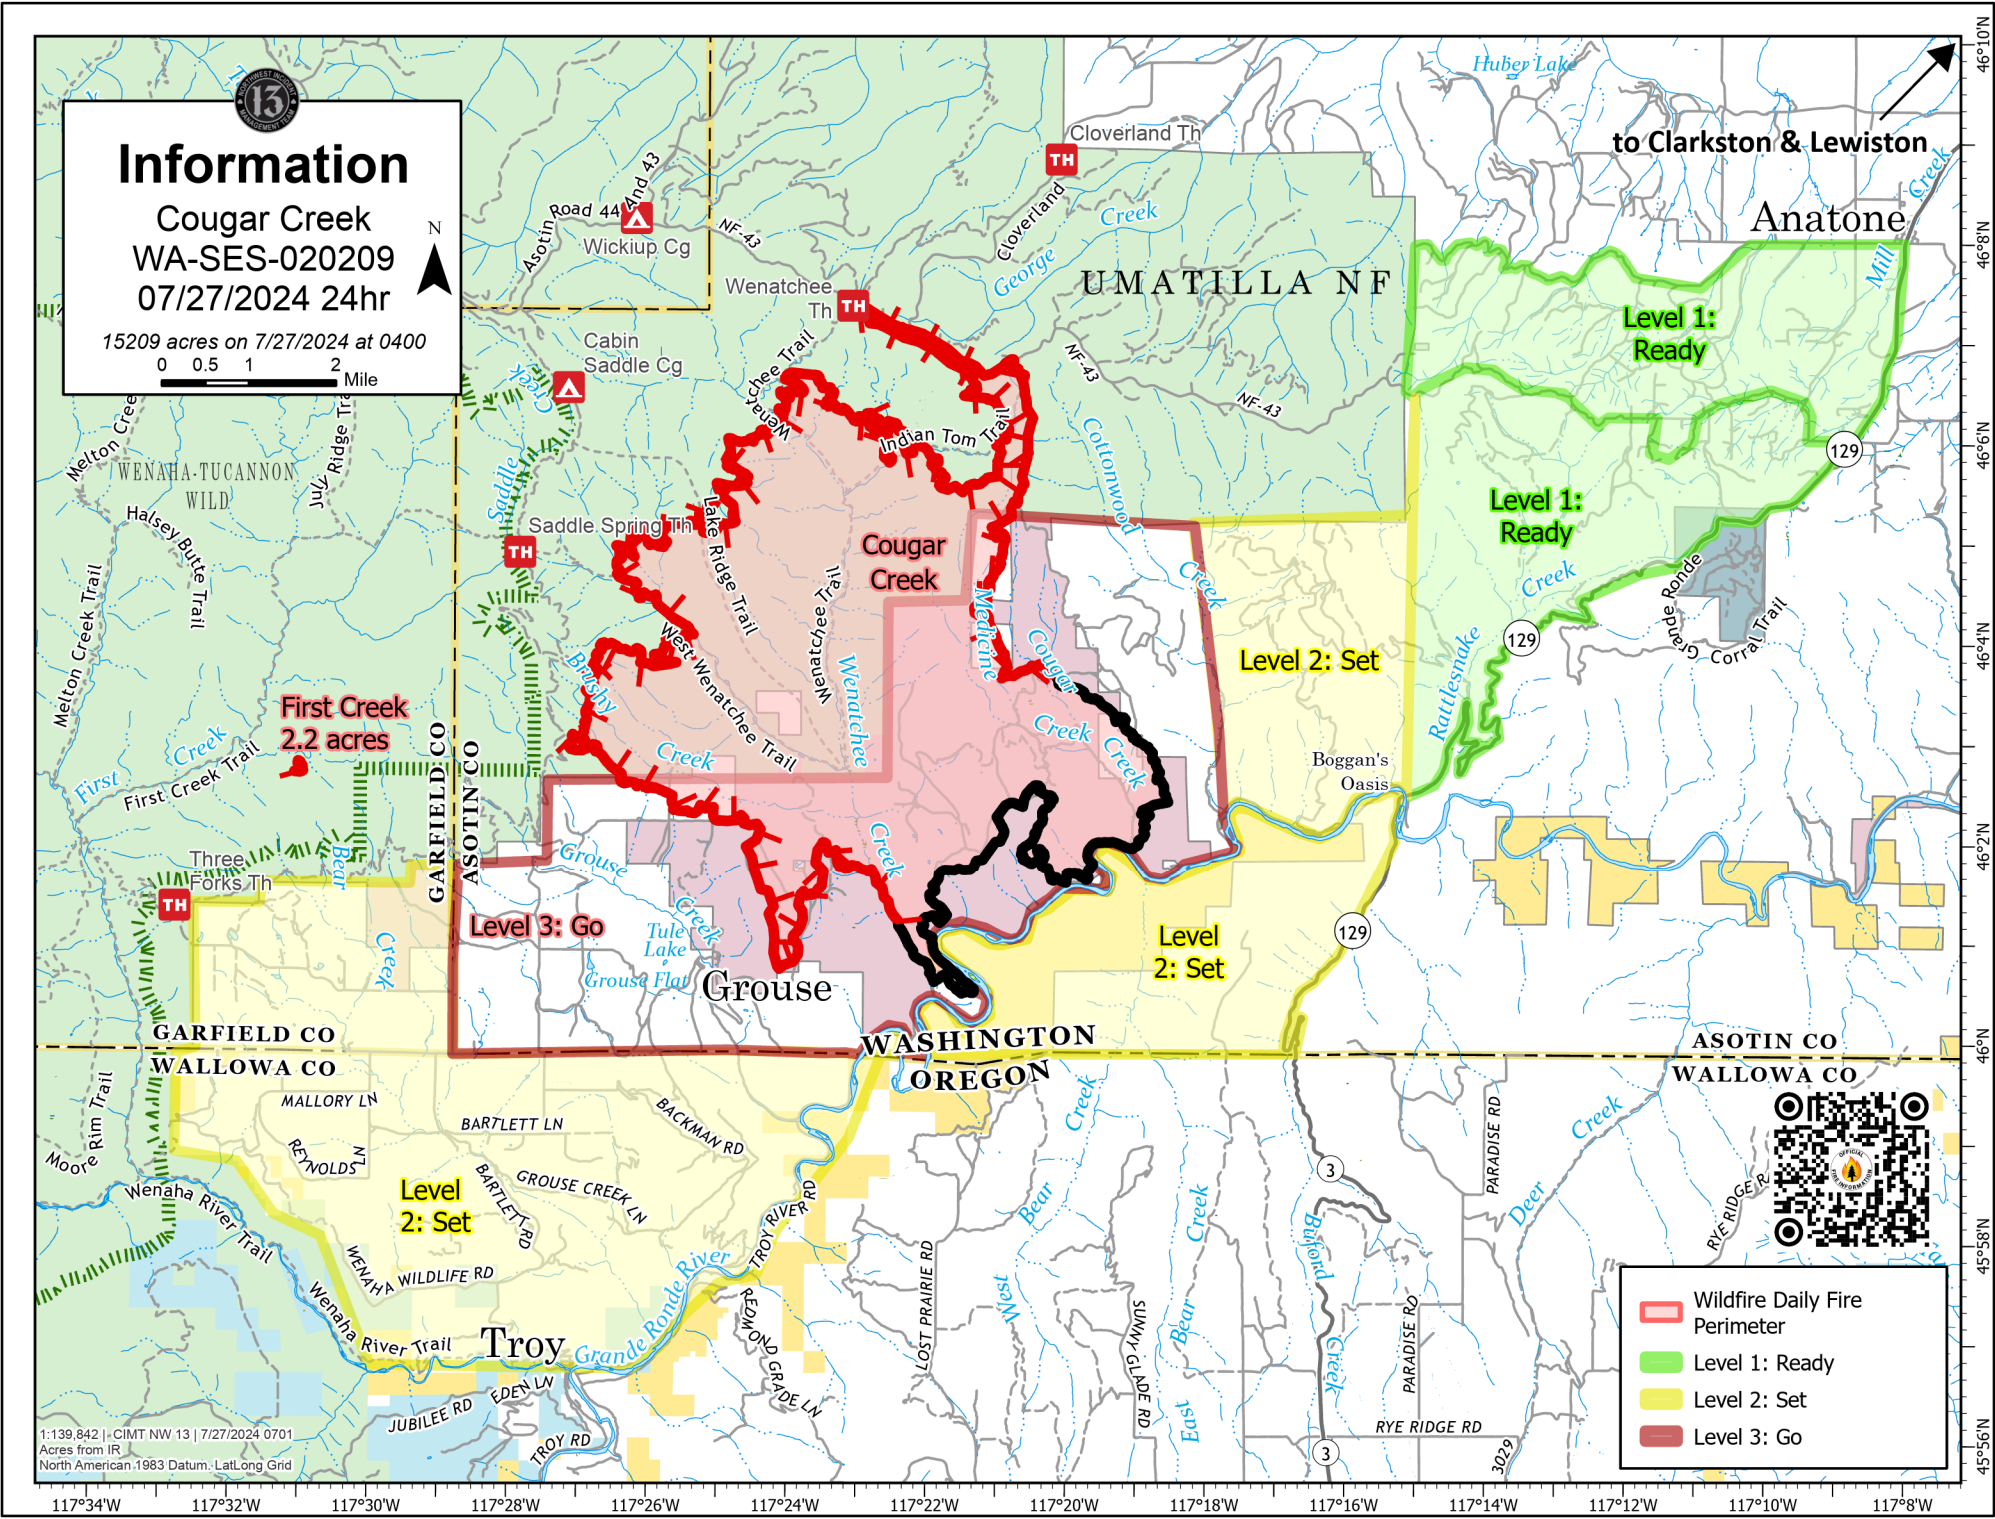 Information
Cougar Creek
WA-SES-020209
07/27/2024 24hr
15209 acres on 7/27/2024 at 0400
0 0.5 1 2
Mile
N
NORTHWEST INCIDENT
13
MANAGEMENT TEAM
Huber Lake
to Clarkston & Lewiston
Cloverland Th
TH
Asotin
Road 44
And 43
Wickiup Cg
NF-43
Cloverland
Creek
George
Creek
Anatone
Mill
UMATILLA NF
Wenatchee
Th
TH
Level 1:
Ready
Cabin
Saddle Cg
Creek
Wenatchee Trail
NF-43
NF-43
Melton Creek
July Ridge Tra
WENAHA-TUCANNON
WILD
Indian Tom Trail
Cottonwood
129
Saddle
Halsey Butte Trail
Level 1:
Ready
Saddle Spring Th
TH
Lake Ridge Trail
Cougar
Creek
Creek
Creek
Grande Ronde
Corral Trail
Melton Creek Trail
Wenatchee Trail
Medicine
Cougar
129
Rattlesnake
West Wenatchee Trail
Brushy
Wenatchee
Level 2: Set
First Creek
2.2 acres
Creek
Creek
Creek
GARFIELD CO
ASOTIN CO
Creek
First
First Creek Trail
Boggan's
Oasis
Three
Forks Th
TH
Bear
Grouse
Creek
Level 3: Go
Creek
Tule
Lake
Creek
Grouse Flat
Grouse
Level
2: Set
129
GARFIELD CO
WALLOWA CO
WASHINGTON
OREGON
ASOTIN CO
WALLOWA CO
MALLORY LN
BARTLETT LN
BACKMAN RD
Creek
PARADISE RD
Creek
Moore Rim Trail
REYNOLDS LN
GROUSE CREEK LN
BARTLETT RD
3
OFFICIAL
FIRE INFORMATION
Wenaha River Trail
Level
2: Set
TROY RIVER RD
Bear
Creek
Buford
Deer
RYE RIDGE R
WENAHA WILDLIFE RD
Wenaha River Trail
Troy
Grande Ronde River
REDMOND GRADE LN
LOST PRAIRIE RD
West
SUNNY GLADE RD
Bear
Creek
PARADISE RD
JUBILEE RD
EDEN LN
TROY RD
East
RYE RIDGE RD
3
3029
Wildfire Daily Fire
Perimeter
Level 1: Ready
Level 2: Set
Level 3: Go
1:139,842 | CIMT NW 13 | 7/27/2024 0701
Acres from IR
North American 1983 Datum. LatLong Grid
117°34'W 117°32'W 117°30'W 117°28'W 117°26'W 117°24'W 117°22'W 117°20'W 117°18'W 117°16'W 117°14'W 117°12'W 117°10'W 117°8'W
46°10'N
46°8'N
46°6'N
46°4'N
46°2'N
46°N
45°58'N
45°56'N